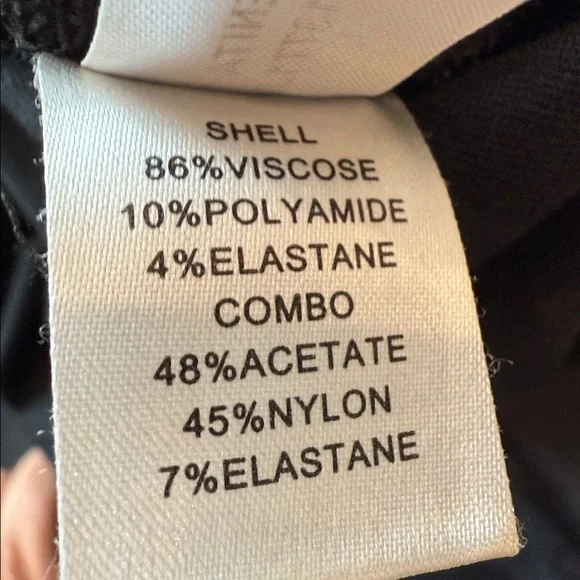 SHELL
86%VISCOSE
10%POLYAMIDE
4%ELASTANE
COMBO
48%ACETATE
45%NYLON
7%ELASTANE